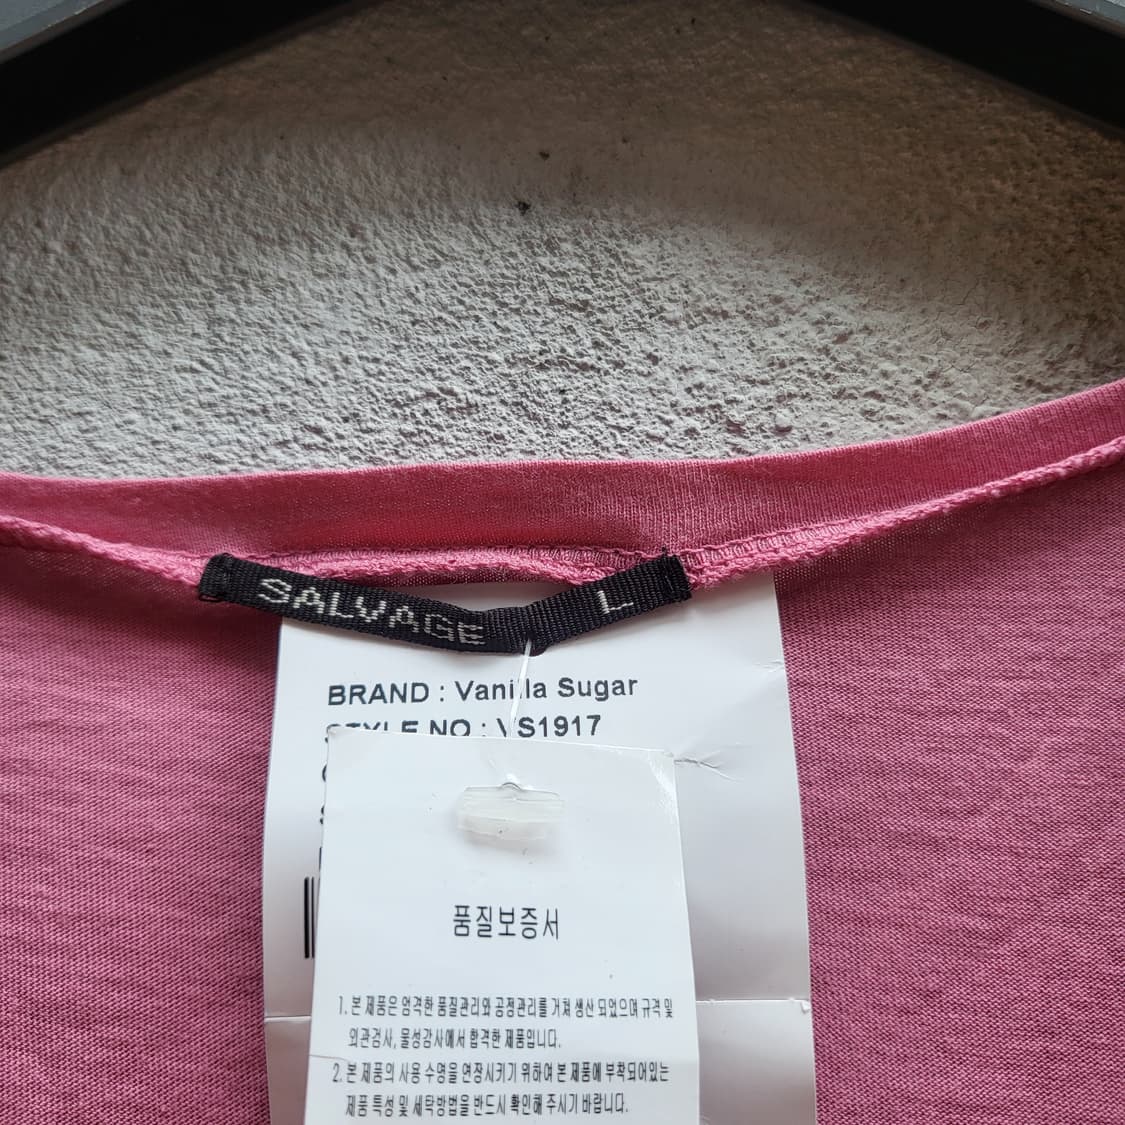 SALVAGE L
BRAND : Vanilla Sugar
STYLE NO : VS1917
품질보증서
1. 본 제품은 엄격한 품질관리와 공정관리를 거쳐 생산 되었으며 규격 및
외관검사, 물성검사에서 합격한 제품입니다.
2. 본 제품의 사용 수명을 연장시키기 위하여 본 제품에 부착되어있는
제품 특성 및 세탁방법을 반드시 확인해 주시기 바랍니다.